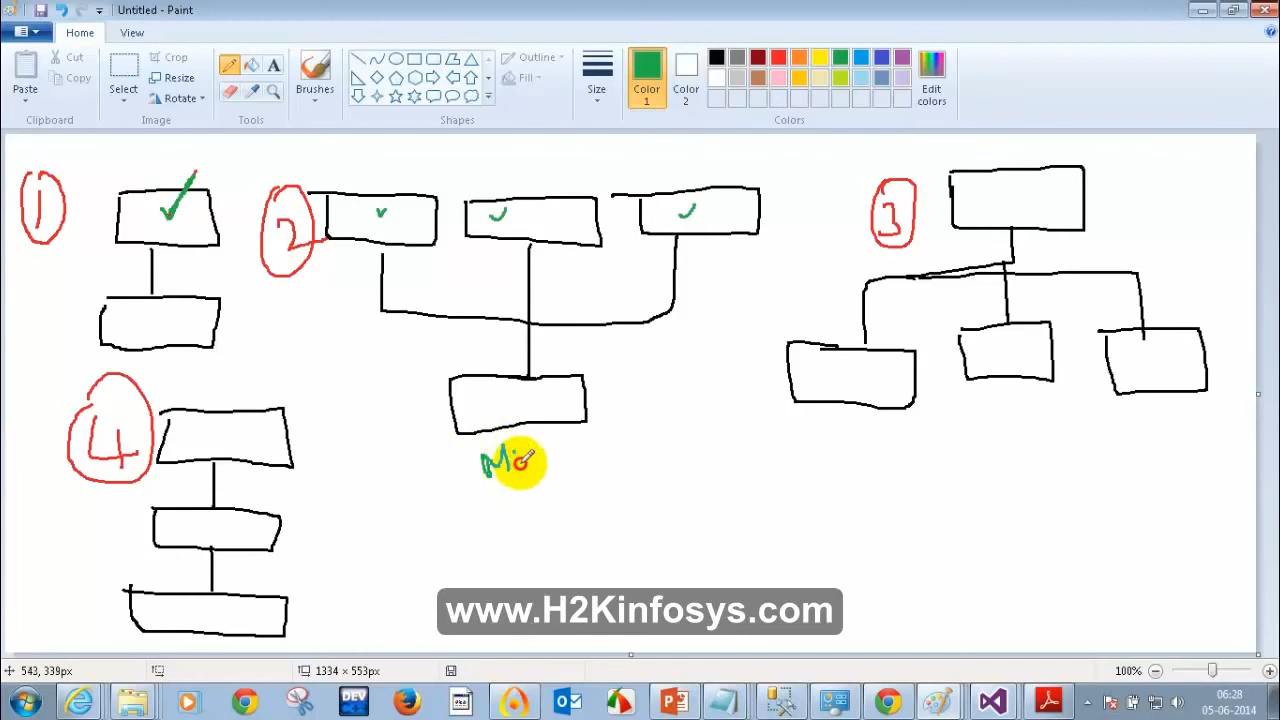 Untitled - Paint
Home
View
Paste
Cut
Copy
Clipboard
Select
Crop
Resize
Rotate
Image
Tools
Brushes
Shapes
Outline
Fill
Size
Color
1
Color
2
Edit
colors
Colors
1
2
3
4
Mi
www.H2Kinfosys.com
543, 339px
1334 × 553px
100%
DEV
06:28
05-06-2014